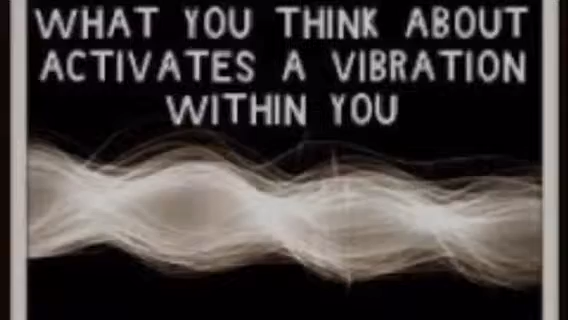 WHAT YOU THINK ABOUT
ACTIVATES A VIBRATION
WITHIN YOU